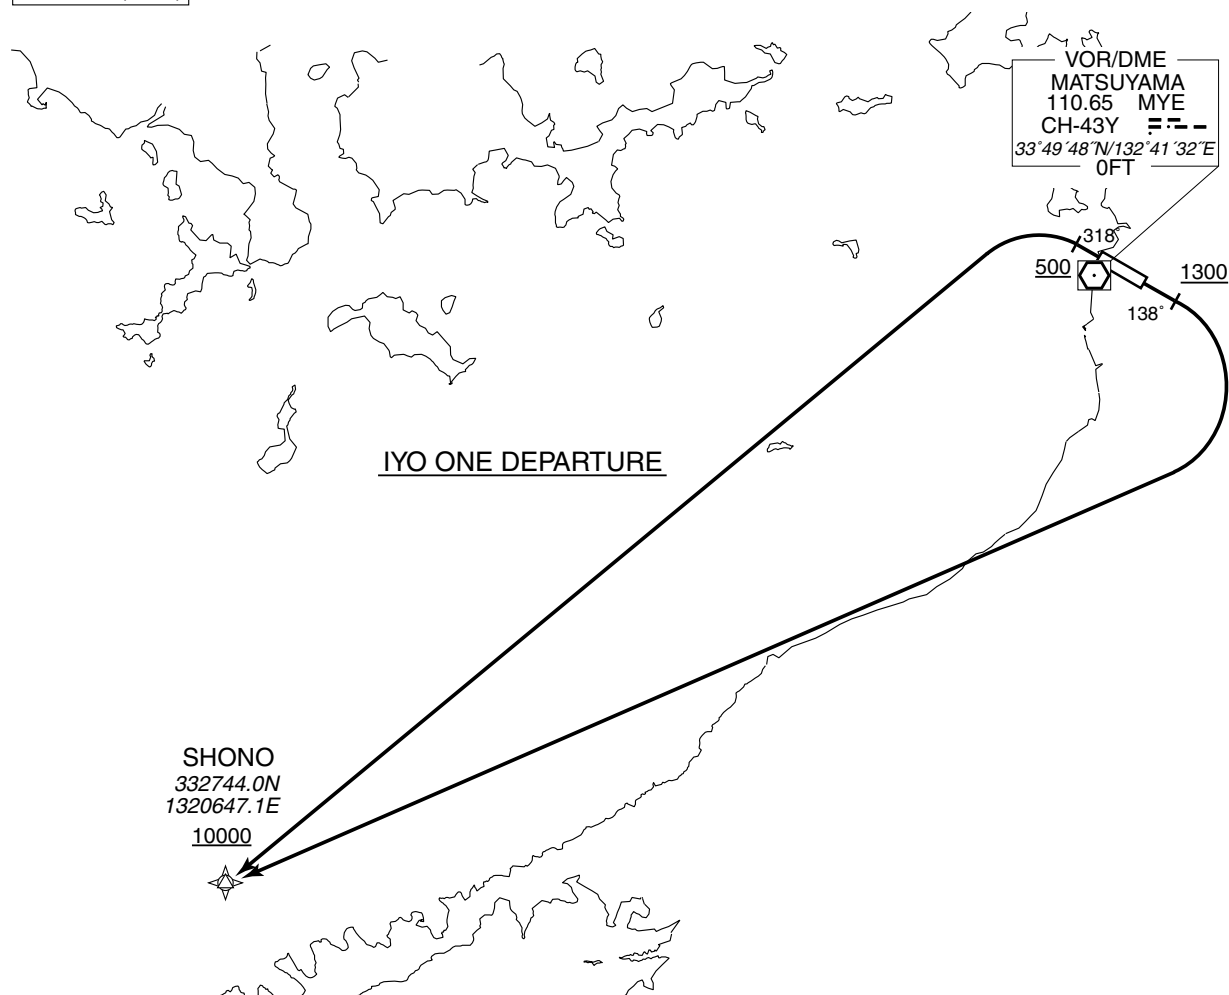 VOR/DME
MATSUYAMA
110.65 MYE
CH-43Y
33°49´48˝N/132°41´32˝E
0FT
318°
500
1300
138°
IYO ONE DEPARTURE
SHONO
332744.0N
1320647.1E
10000